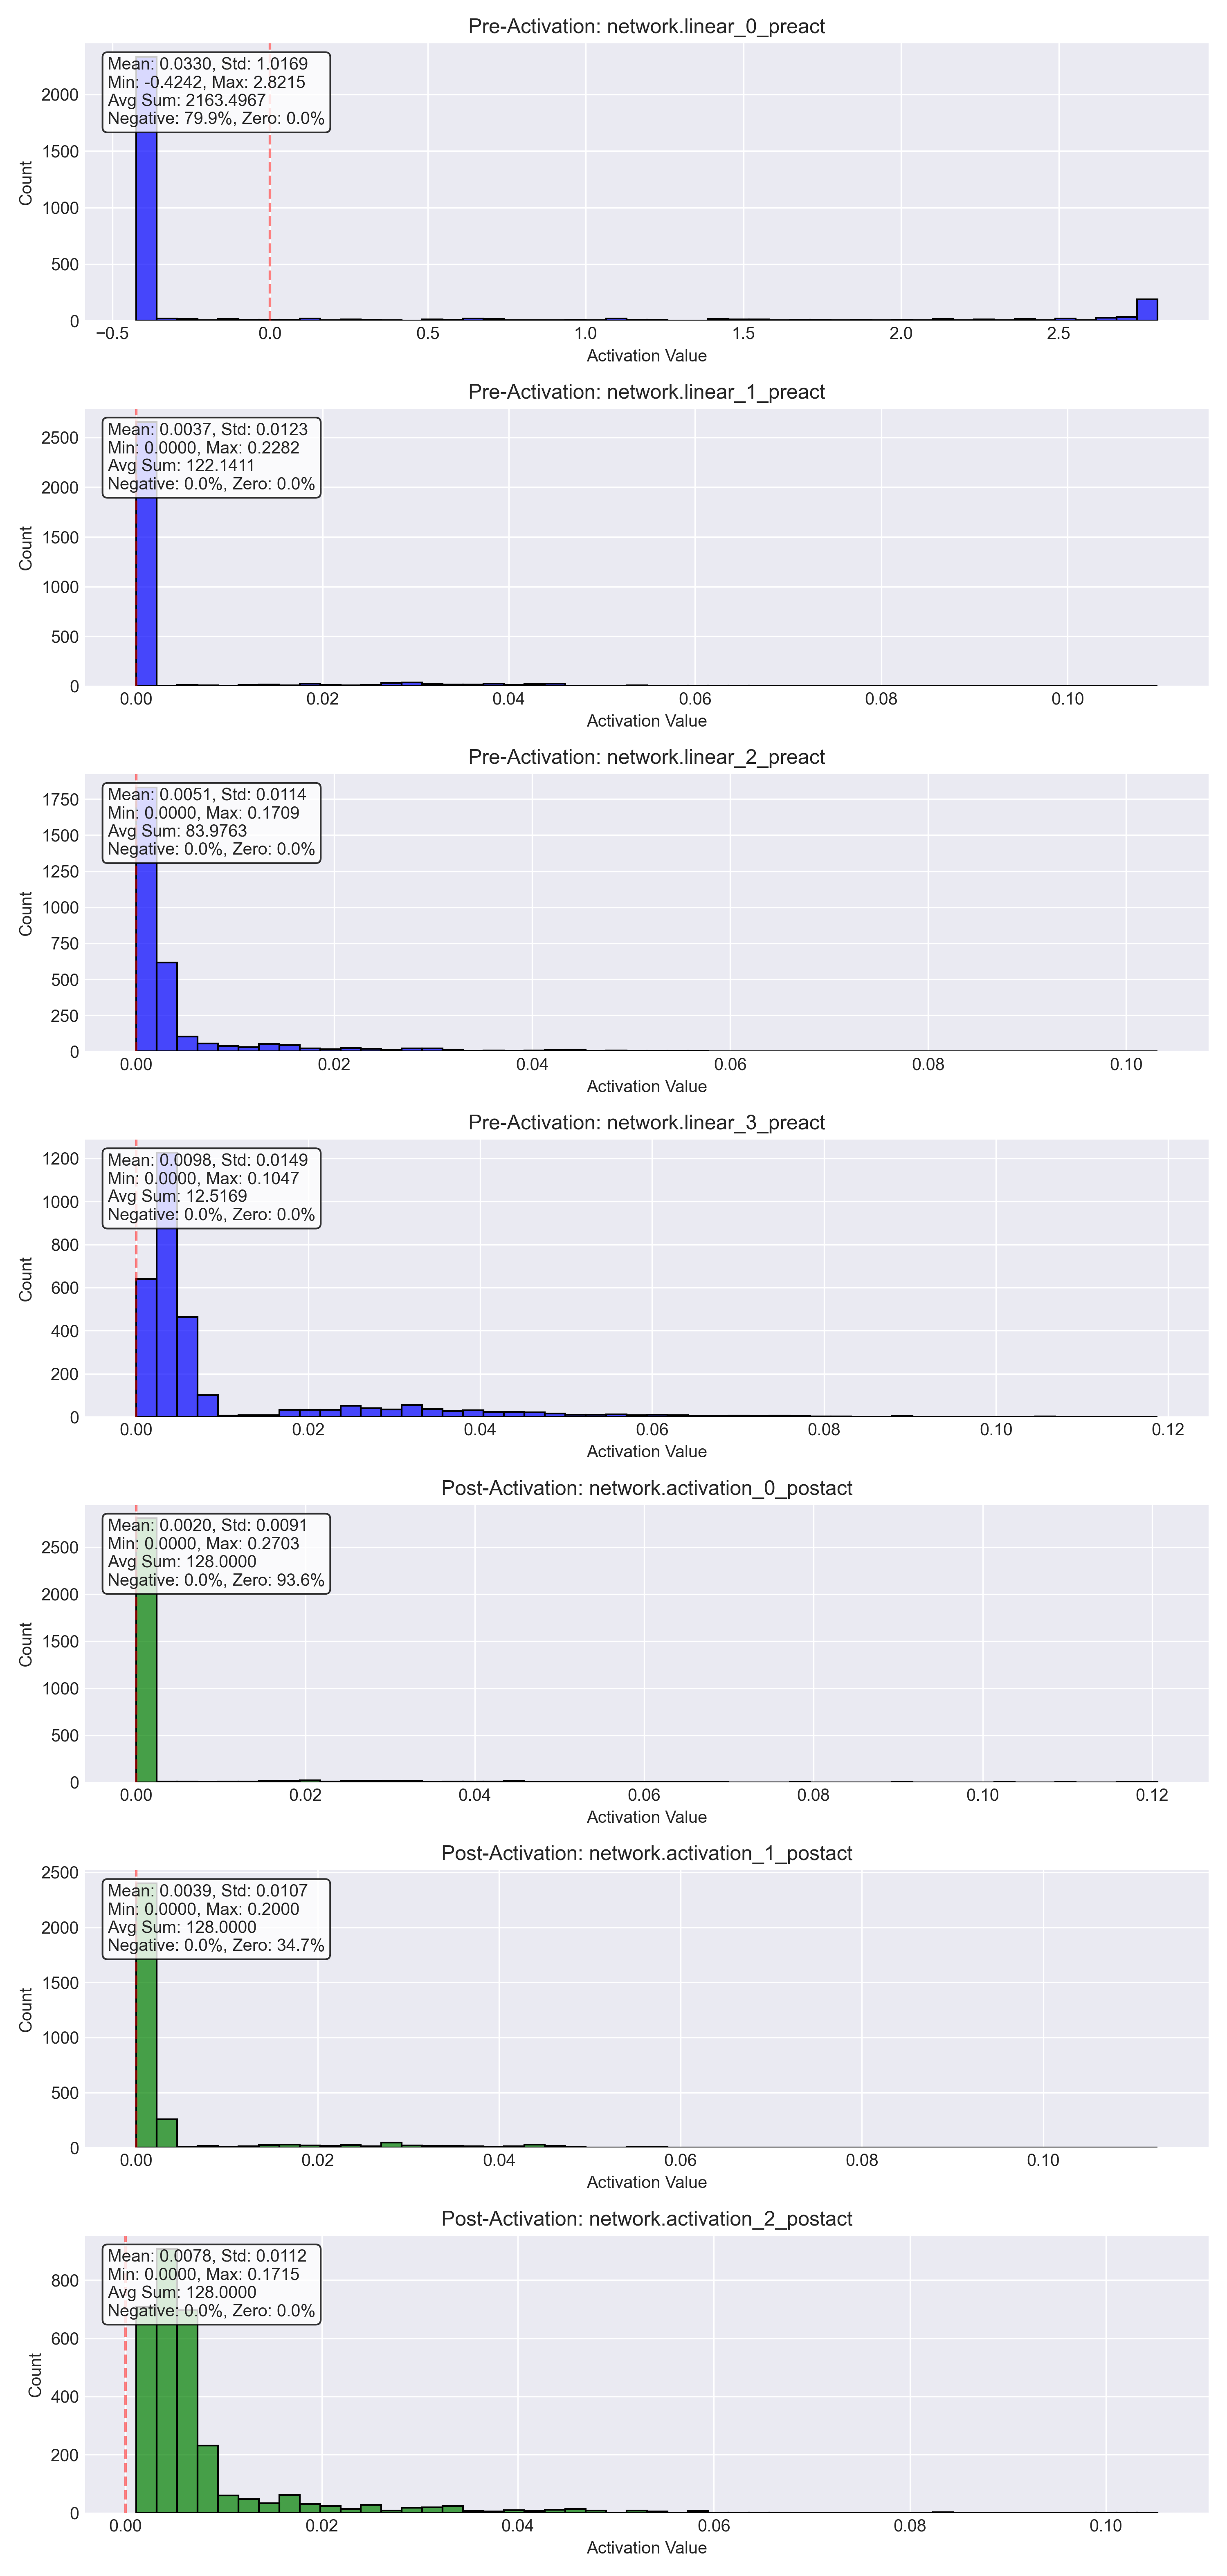 Pre-Activation: network.linear_0_preact
Mean: 0.0330, Std: 1.0169
Min: -0.4242, Max: 2.8215
Avg Sum: 2163.4967
Negative: 79.9%, Zero: 0.0%
Count
2000
1500
1000
500
0
−0.5 0.0 0.5 1.0 1.5 2.0 2.5
Activation Value
Pre-Activation: network.linear_1_preact
Mean: 0.0037, Std: 0.0123
Min: 0.0000, Max: 0.2282
Avg Sum: 122.1411
Negative: 0.0%, Zero: 0.0%
Count
2500
2000
1500
1000
500
0
0.00 0.02 0.04 0.06 0.08 0.10
Activation Value
Pre-Activation: network.linear_2_preact
Mean: 0.0051, Std: 0.0114
Min: 0.0000, Max: 0.1709
Avg Sum: 83.9763
Negative: 0.0%, Zero: 0.0%
Count
1750
1500
1250
1000
750
500
250
0
0.00 0.02 0.04 0.06 0.08 0.10
Activation Value
Pre-Activation: network.linear_3_preact
Mean: 0.0098, Std: 0.0149
Min: 0.0000, Max: 0.1047
Avg Sum: 12.5169
Negative: 0.0%, Zero: 0.0%
Count
1200
1000
800
600
400
200
0
0.00 0.02 0.04 0.06 0.08 0.10 0.12
Activation Value
Post-Activation: network.activation_0_postact
Mean: 0.0020, Std: 0.0091
Min: 0.0000, Max: 0.2703
Avg Sum: 128.0000
Negative: 0.0%, Zero: 93.6%
Count
2500
2000
1500
1000
500
0
0.00 0.02 0.04 0.06 0.08 0.10 0.12
Activation Value
Post-Activation: network.activation_1_postact
Mean: 0.0039, Std: 0.0107
Min: 0.0000, Max: 0.2000
Avg Sum: 128.0000
Negative: 0.0%, Zero: 34.7%
Count
2500
2000
1500
1000
500
0
0.00 0.02 0.04 0.06 0.08 0.10
Activation Value
Post-Activation: network.activation_2_postact
Mean: 0.0078, Std: 0.0112
Min: 0.0000, Max: 0.1715
Avg Sum: 128.0000
Negative: 0.0%, Zero: 0.0%
Count
800
600
400
200
0
0.00 0.02 0.04 0.06 0.08 0.10
Activation Value